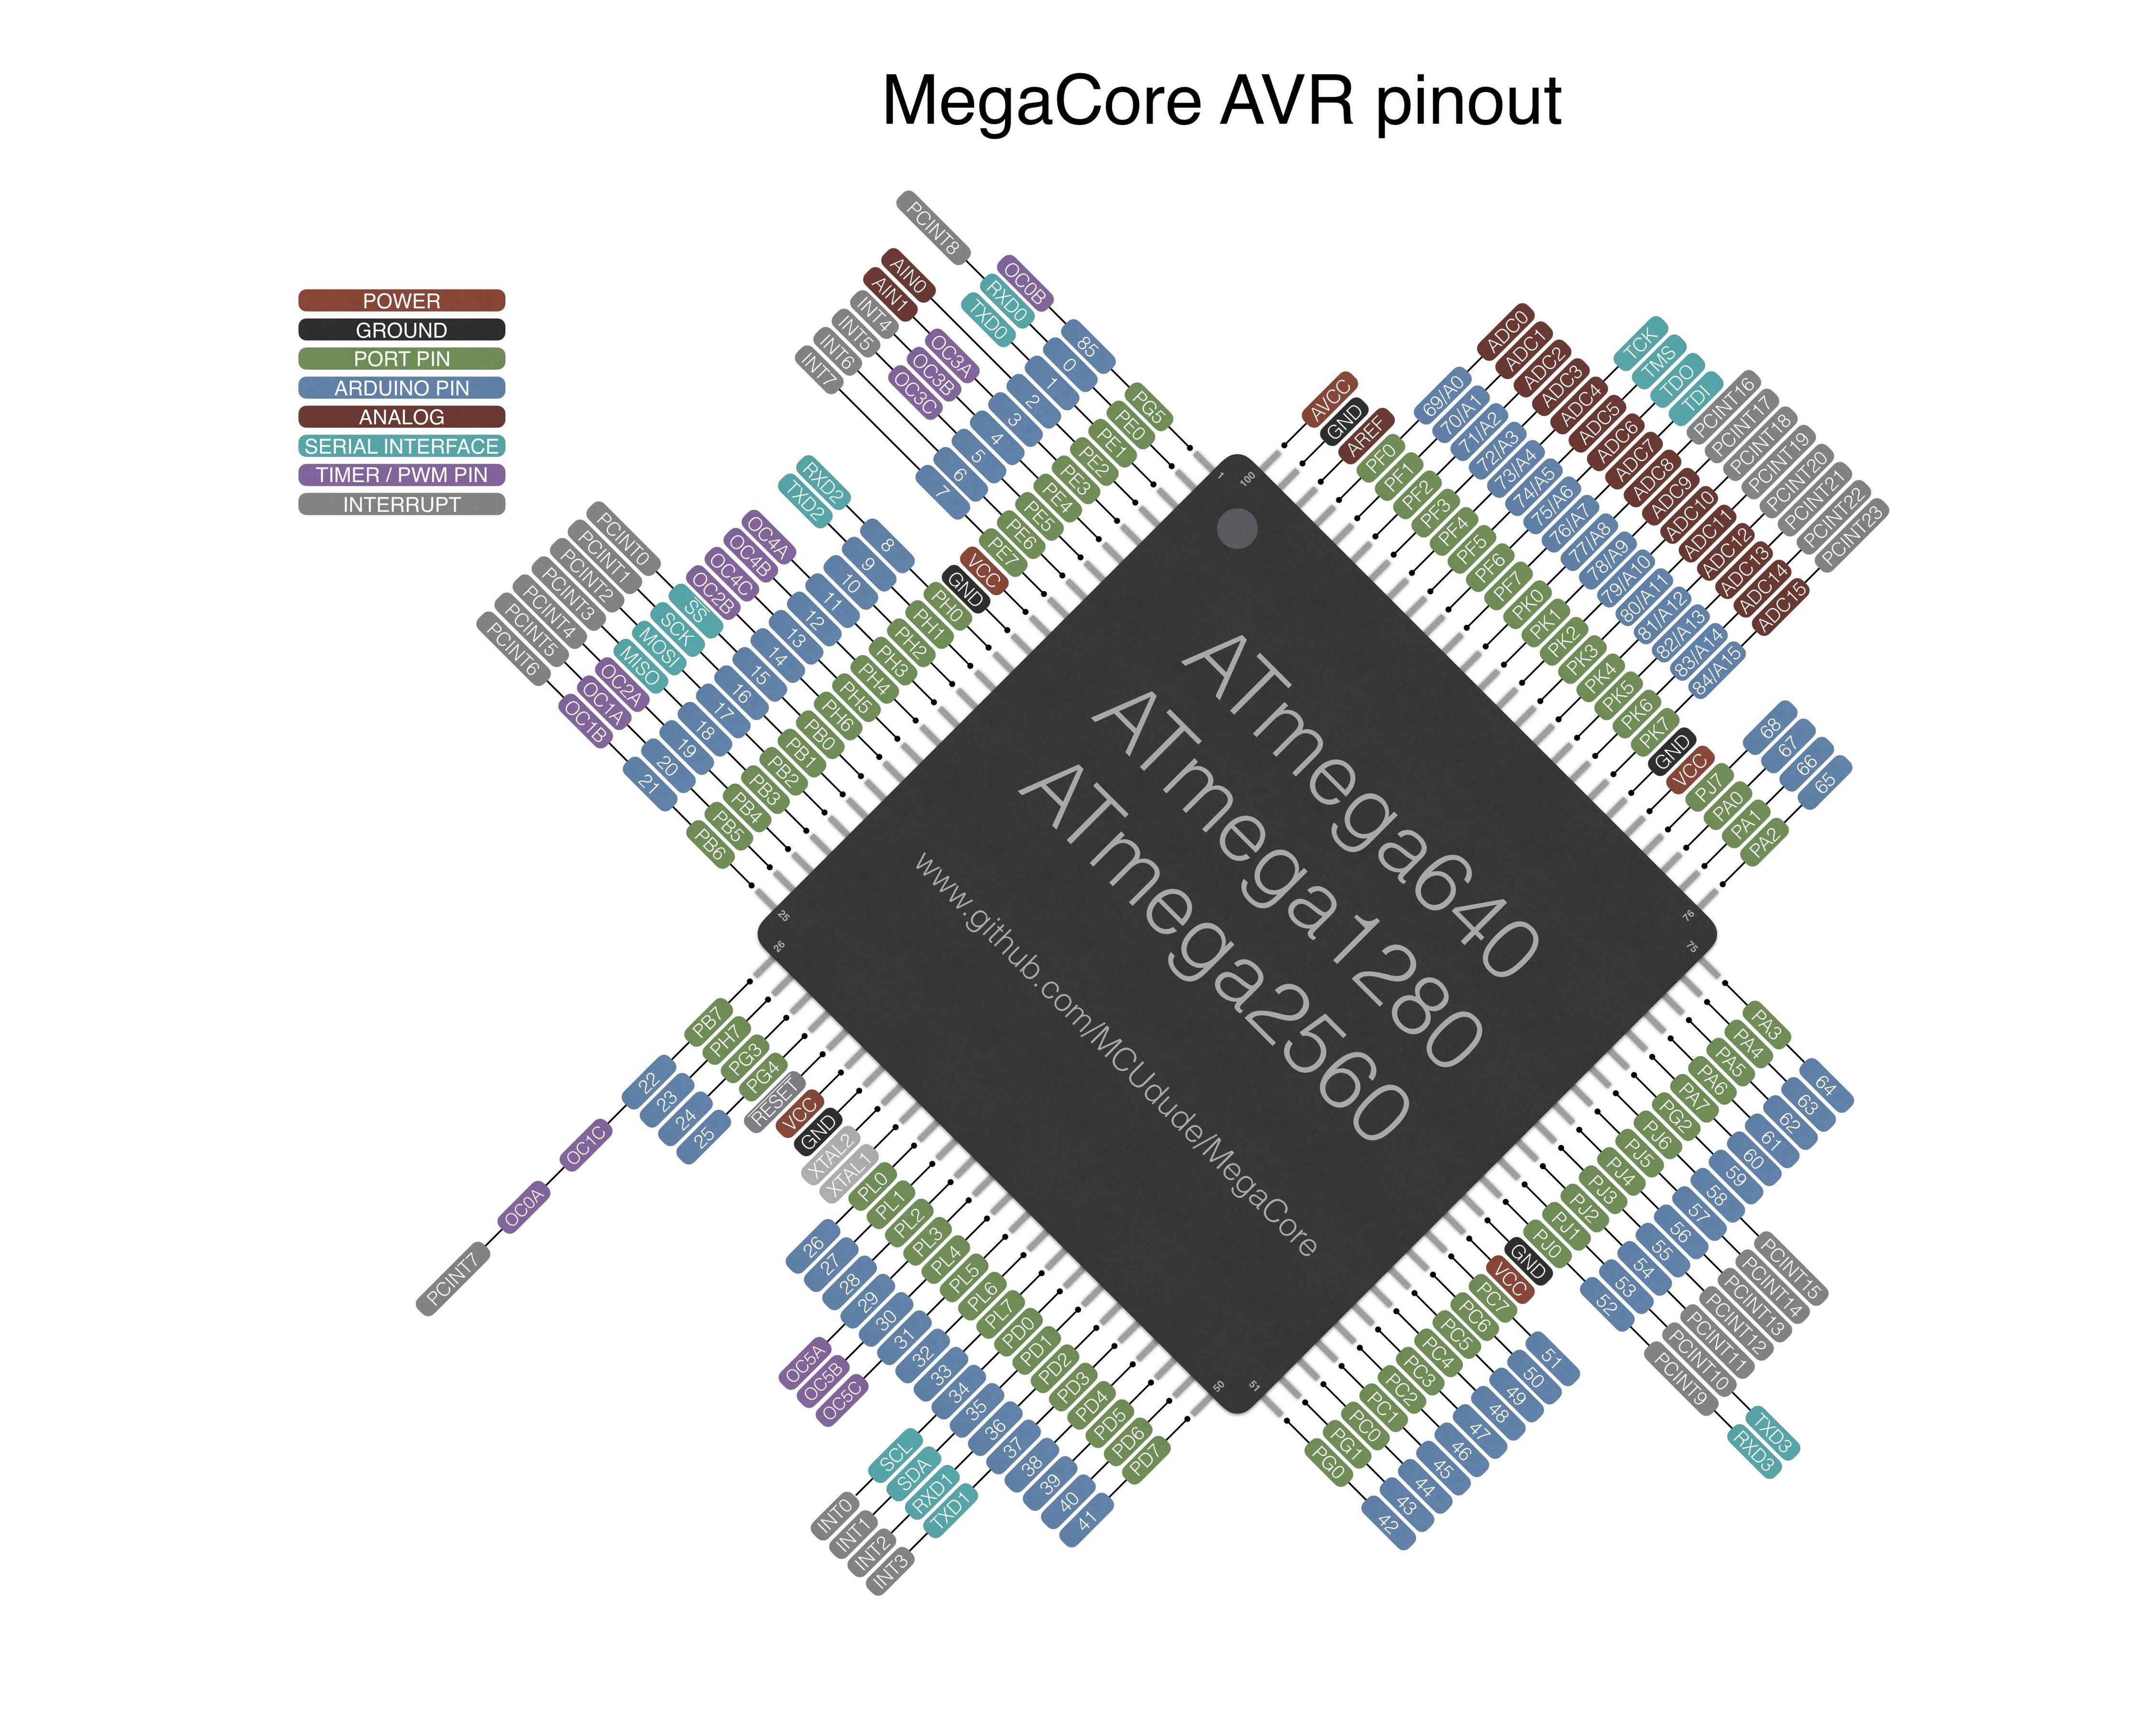 MegaCore AVR pinout
POWER
GROUND
PORT PIN
ARDUINO PIN
ANALOG
SERIAL INTERFACE
TIMER / PWM PIN
INTERRUPT
PG5 85 OC0B
PE0 0 RXD0 PCINT8
PE1 1 TXD0
PE2 2 AIN0
PE3 3 OC3A AIN1
PE4 4 OC3B INT4
PE5 5 OC3C INT5
PE6 6 INT6
PE7 7 INT7
VCC
GND
PH0 8 RXD2
PH1 9 TXD2
PH2 10
PH3 11 OC4A
PH4 12 OC4B
PH5 13 OC4C
PH6 14 OC2B
PB0 15 SS PCINT0
PB1 16 SCK PCINT1
PB2 17 MOSI PCINT2
PB3 18 MISO PCINT3
PB4 19 OC2A PCINT4
PB5 20 OC1A PCINT5
PB6 21 OC1B PCINT6
PB7 22 OC1C OC0A PCINT7
PH7 23
PG3 24
PG4 25
RESET
VCC
GND
XTAL2
XTAL1
PL0 26
PL1 27
PL2 28
PL3 29 OC5A
PL4 30 OC5B
PL5 31 OC5C
PL6 32
PL7 33
PD0 34 SCL INT0
PD1 35 SDA INT1
PD2 36 RXD1 INT2
PD3 37 TXD1 INT3
PD4 38
PD5 39
PD6 40
PD7 41
PG0 42
PG1 43
PC0 44
PC1 45
PC2 46
PC3 47
PC4 48
PC5 49
PC6 50
PC7 51
VCC
GND
PJ0 52 PCINT9 RXD3
PJ1 53 PCINT10 TXD3
PJ2 54 PCINT11
PJ3 55 PCINT12
PJ4 56 PCINT13
PJ5 57 PCINT14
PJ6 58 PCINT15
PG2 59
PA7 60
PA6 61
PA5 62
PA4 63
PA3 64
PA2 65
PA1 66
PA0 67
PJ7 68
VCC
GND
PK7 84/A15 ADC15 PCINT23
PK6 83/A14 ADC14 PCINT22
PK5 82/A13 ADC13 PCINT21
PK4 81/A12 ADC12 PCINT20
PK3 80/A11 ADC11 PCINT19
PK2 79/A10 ADC10 PCINT18
PK1 78/A9 ADC9 PCINT17
PK0 77/A8 ADC8 PCINT16
PF7 76/A7 ADC7 TDI
PF6 75/A6 ADC6 TDO
PF5 74/A5 ADC5 TMS
PF4 73/A4 ADC4 TCK
PF3 72/A3 ADC3
PF2 71/A2 ADC2
PF1 70/A1 ADC1
PF0 69/A0 ADC0
AREF
GND
AVCC
1
100
25
26
50
51
75
76
ATmega640
ATmega1280
ATmega2560
www.github.com/MCUdude/MegaCore